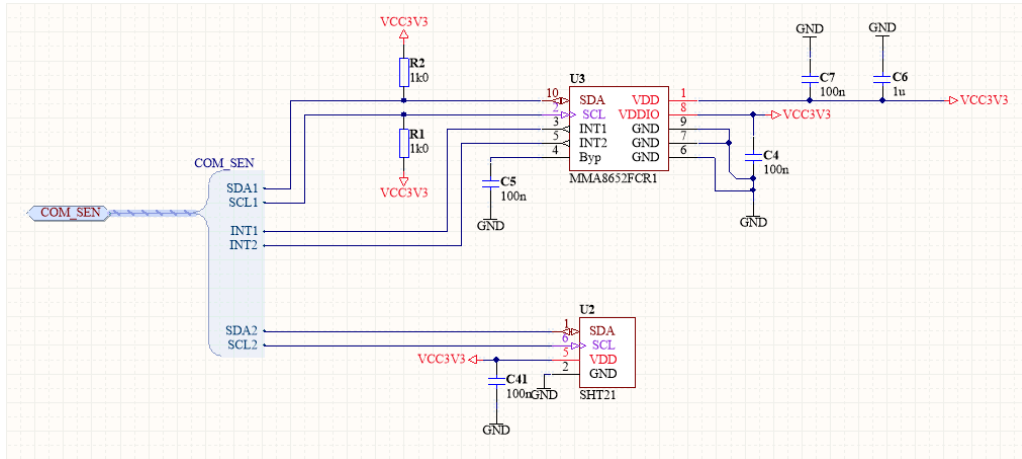 VCC3V3
GND
GND
R2
1k0
U3
C7
100n
C6
1u
10
SDA
VDD
1
VCC3V3
2
SCL
VDDIO
8
VCC3V3
3
INT1
GND
9
R1
1k0
5
INT2
GND
7
4
Byp
GND
6
C4
100n
COM_SEN
MMA8652FCR1
C5
100n
VCC3V3
SDA1
SCL1
COM_SEN
GND
GND
INT1
INT2
U2
SDA2
1
SDA
SCL2
6
SCL
VCC3V3
5
VDD
2
GND
C41
100n
GND
SHT21
GND